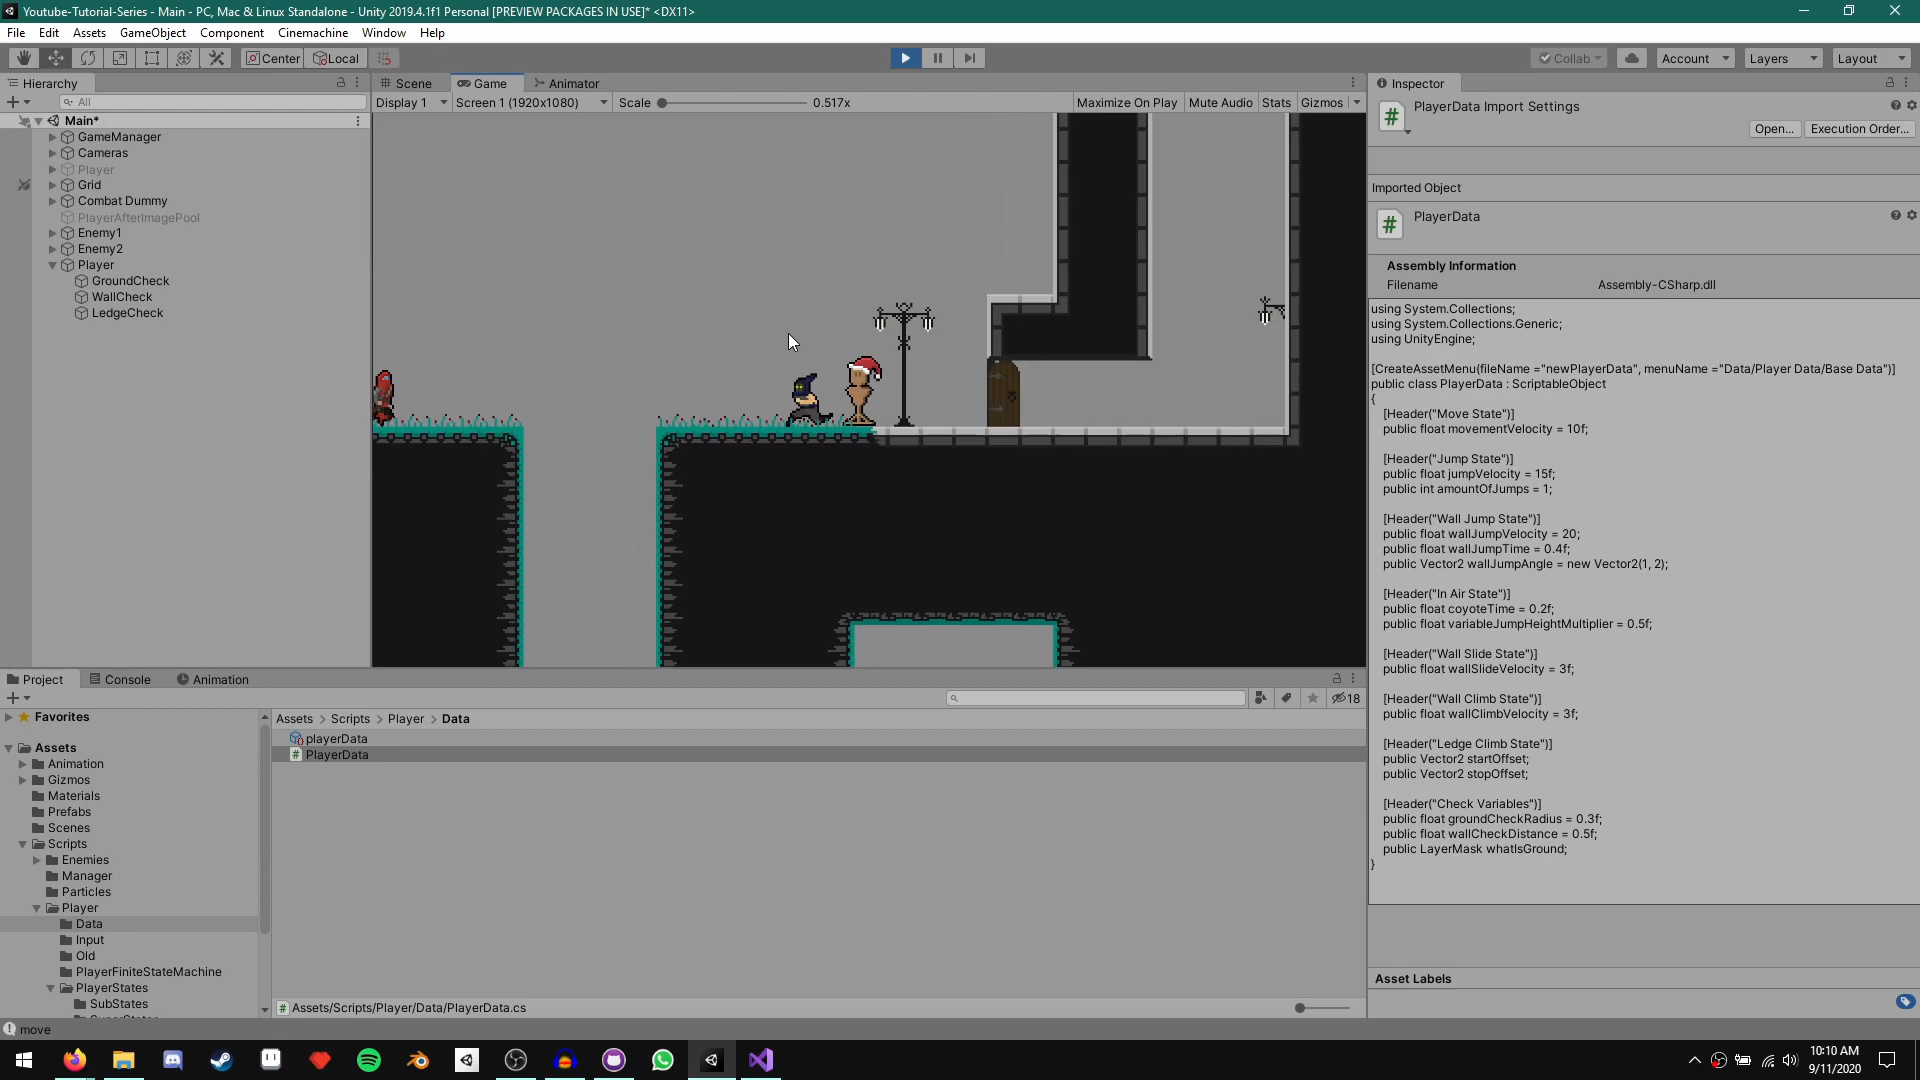 Youtube-Tutorial-Series - Main - PC, Mac & Linux Standalone - Unity 2019.4.1f1 Personal [PREVIEW PACKAGES IN USE]* <DX11>
File Edit Assets GameObject Component Cinemachine Window Help
Center Local Collab Account Layers Layout
Hierarchy
All
Main*
GameManager
Cameras
Player
Grid
Combat Dummy
PlayerAfterImagePool
Enemy1
Enemy2
Player
GroundCheck
WallCheck
LedgeCheck
Scene Game Animator
Display 1 Screen 1 (1920x1080) Scale 0.517x Maximize On Play Mute Audio Stats Gizmos
Inspector
PlayerData Import Settings
Open... Execution Order...
Imported Object
PlayerData
Assembly Information
Filename Assembly-CSharp.dll
using System.Collections;
using System.Collections.Generic;
using UnityEngine;
[CreateAssetMenu(fileName ="newPlayerData", menuName ="Data/Player Data/Base Data")]
public class PlayerData : ScriptableObject
{
[Header("Move State")]
public float movementVelocity = 10f;
[Header("Jump State")]
public float jumpVelocity = 15f;
public int amountOfJumps = 1;
[Header("Wall Jump State")]
public float wallJumpVelocity = 20;
public float wallJumpTime = 0.4f;
public Vector2 wallJumpAngle = new Vector2(1, 2);
[Header("In Air State")]
public float coyoteTime = 0.2f;
public float variableJumpHeightMultiplier = 0.5f;
[Header("Wall Slide State")]
public float wallSlideVelocity = 3f;
[Header("Wall Climb State")]
public float wallClimbVelocity = 3f;
[Header("Ledge Climb State")]
public Vector2 startOffset;
public Vector2 stopOffset;
[Header("Check Variables")]
public float groundCheckRadius = 0.3f;
public float wallCheckDistance = 0.5f;
public LayerMask whatIsGround;
}
Asset Labels
Project Console Animation
18
Favorites
Assets
Animation
Gizmos
Materials
Prefabs
Scenes
Scripts
Enemies
Manager
Particles
Player
Data
Input
Old
PlayerFiniteStateMachine
PlayerStates
SubStates
Assets > Scripts > Player > Data
playerData
PlayerData
Assets/Scripts/Player/Data/PlayerData.cs
move
10:10 AM
9/11/2020